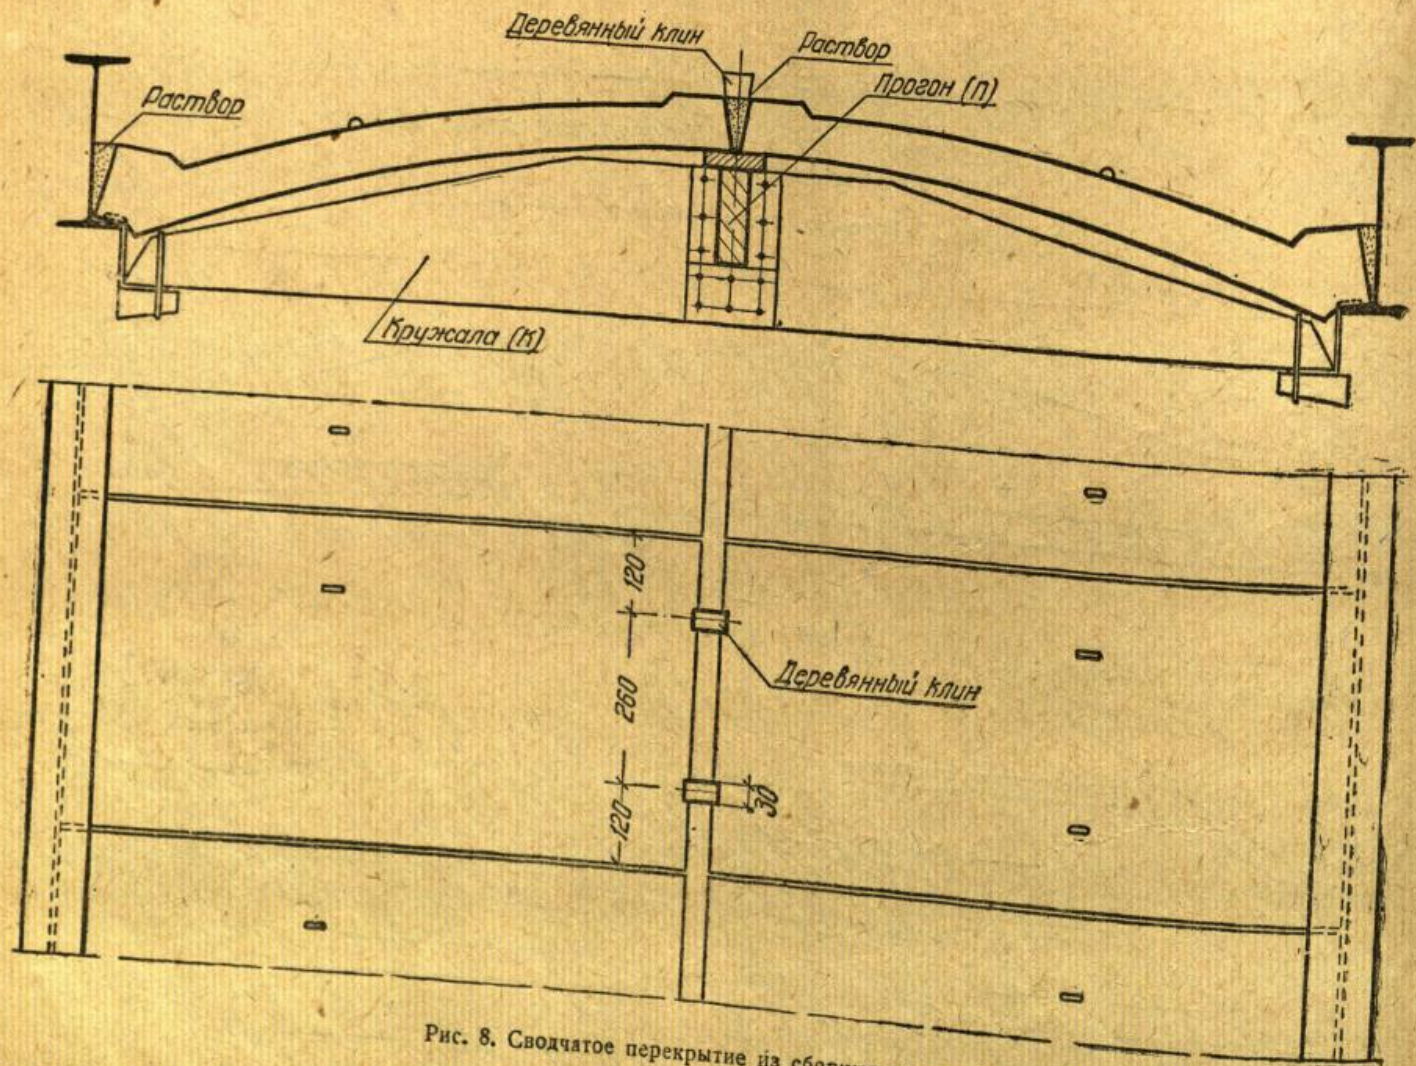 Деревянный клин
Раствор
Прогон (П)
Раствор
Кружала (К)
120
260
Деревянный клин
120
30
Рис. 8. Сводчатое перекрытие из